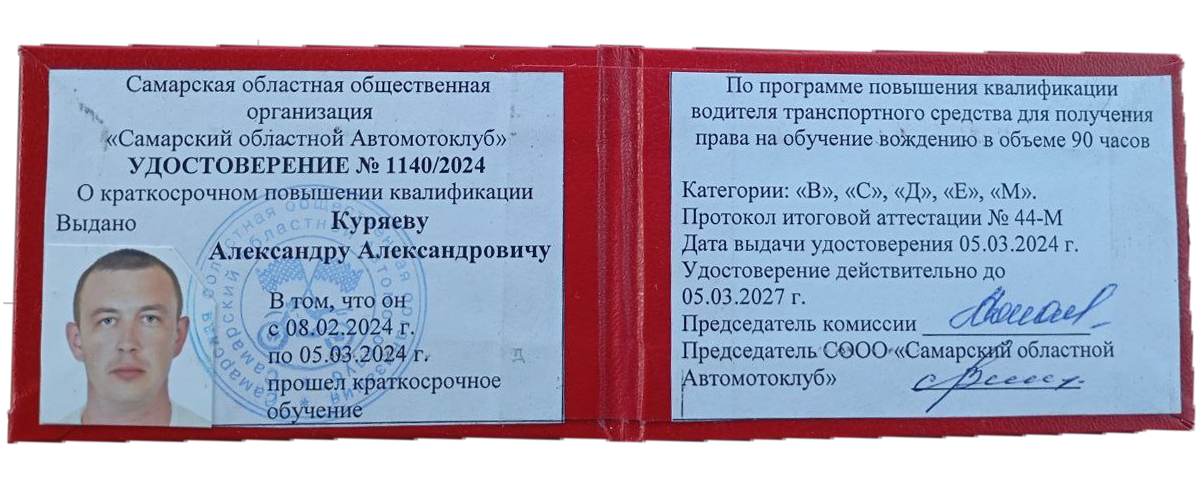 Самарская областная общественная
организация
«Самарский областной Автомотоклуб»
УДОСТОВЕРЕНИЕ № 1140/2024
О краткосрочном повышении квалификации
Выдано Куряеву
Александру Александровичу
В том, что он
с 08.02.2024 г.
по 05.03.2024 г.
прошел краткосрочное
обучение
По программе повышения квалификации
водителя транспортного средства для получения
права на обучение вождению в объеме 90 часов
Категории: «В», «С», «Д», «Е», «М».
Протокол итоговой аттестации № 44-М
Дата выдачи удостоверения 05.03.2024 г.
Удостоверение действительно до
05.03.2027 г.
Председатель комиссии
Председатель СООО «Самарский областной
Автомотоклуб»